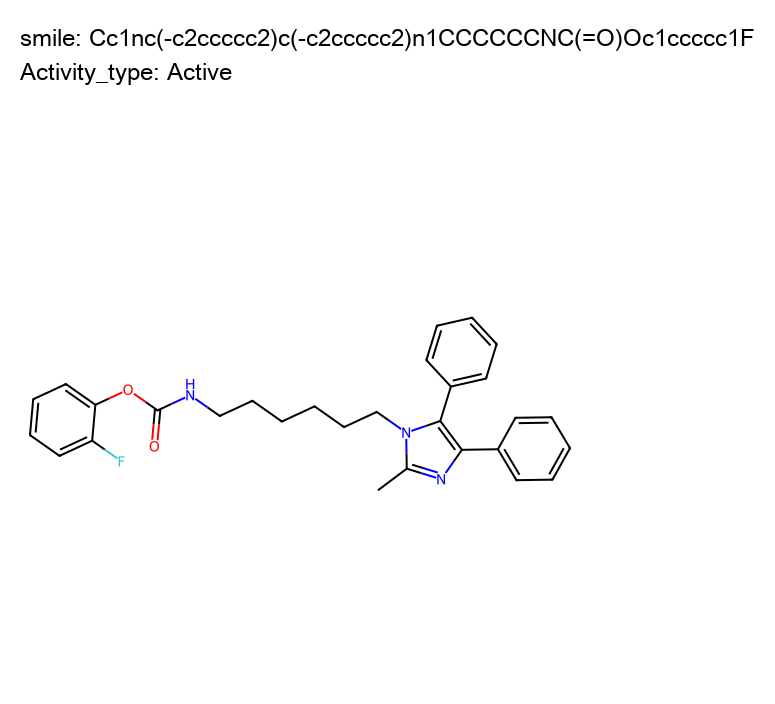 smile: Cc1nc(-c2ccccc2)c(-c2ccccc2)n1CCCCCCNC(=O)Oc1ccccc1F
Activity_type: Active
H
O
N
N
O
F
N